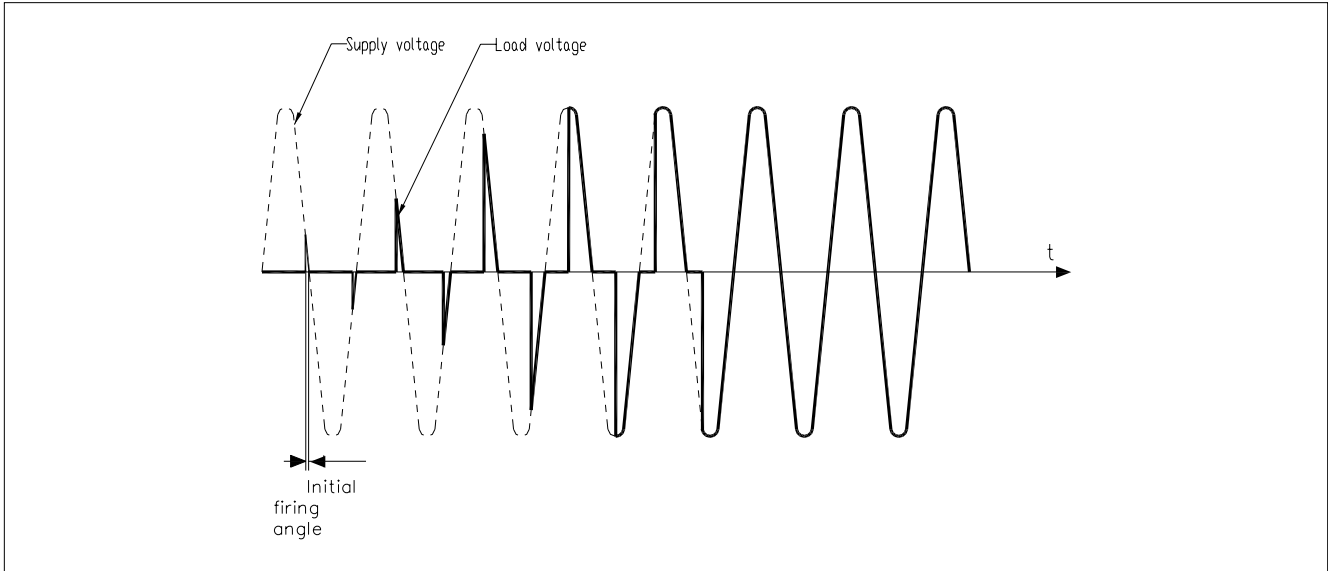 Supply voltage
Load voltage
t
Initial
firing
angle